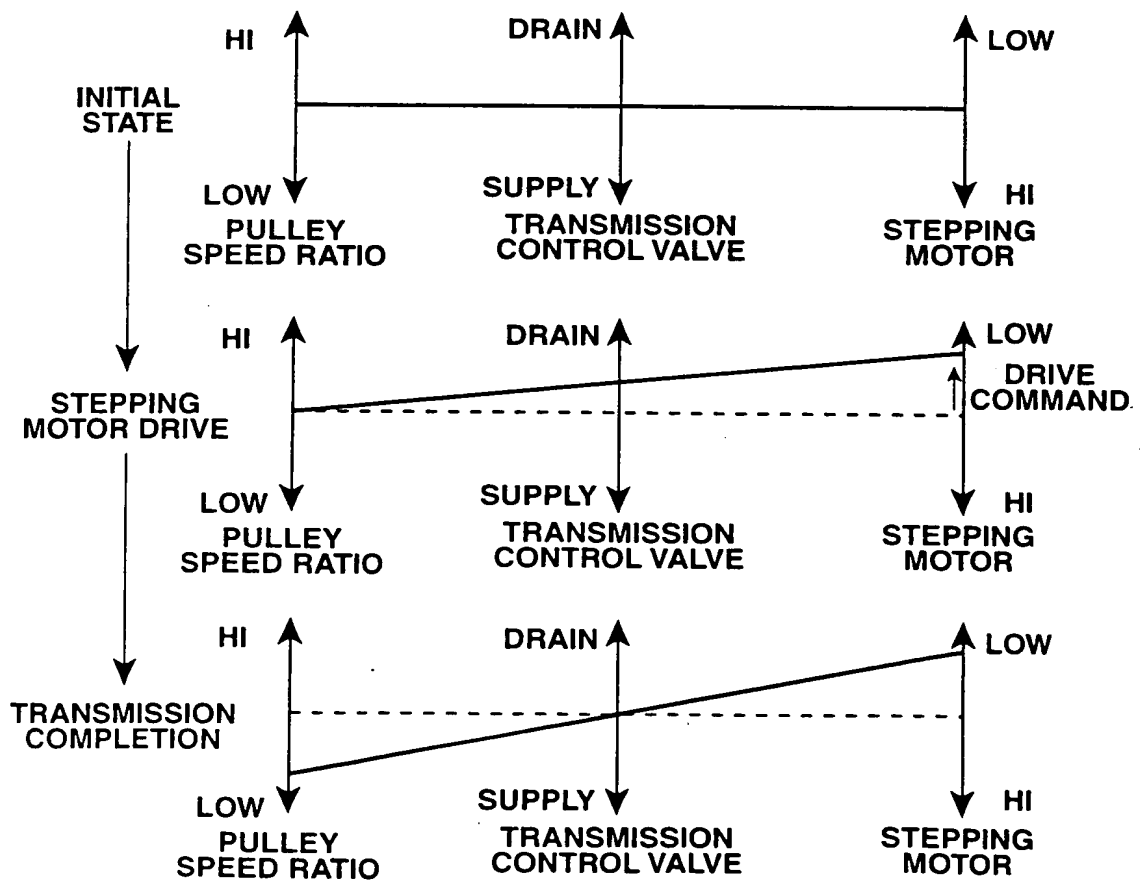 HI
DRAIN
LOW
INITIAL
STATE
LOW
SUPPLY
HI
PULLEY
SPEED RATIO
TRANSMISSION
CONTROL VALVE
STEPPING
MOTOR
HI
DRAIN
LOW
DRIVE
COMMAND
STEPPING
MOTOR DRIVE
LOW
SUPPLY
HI
PULLEY
SPEED RATIO
TRANSMISSION
CONTROL VALVE
STEPPING
MOTOR
HI
DRAIN
LOW
TRANSMISSION
COMPLETION
LOW
SUPPLY
HI
PULLEY
SPEED RATIO
TRANSMISSION
CONTROL VALVE
STEPPING
MOTOR